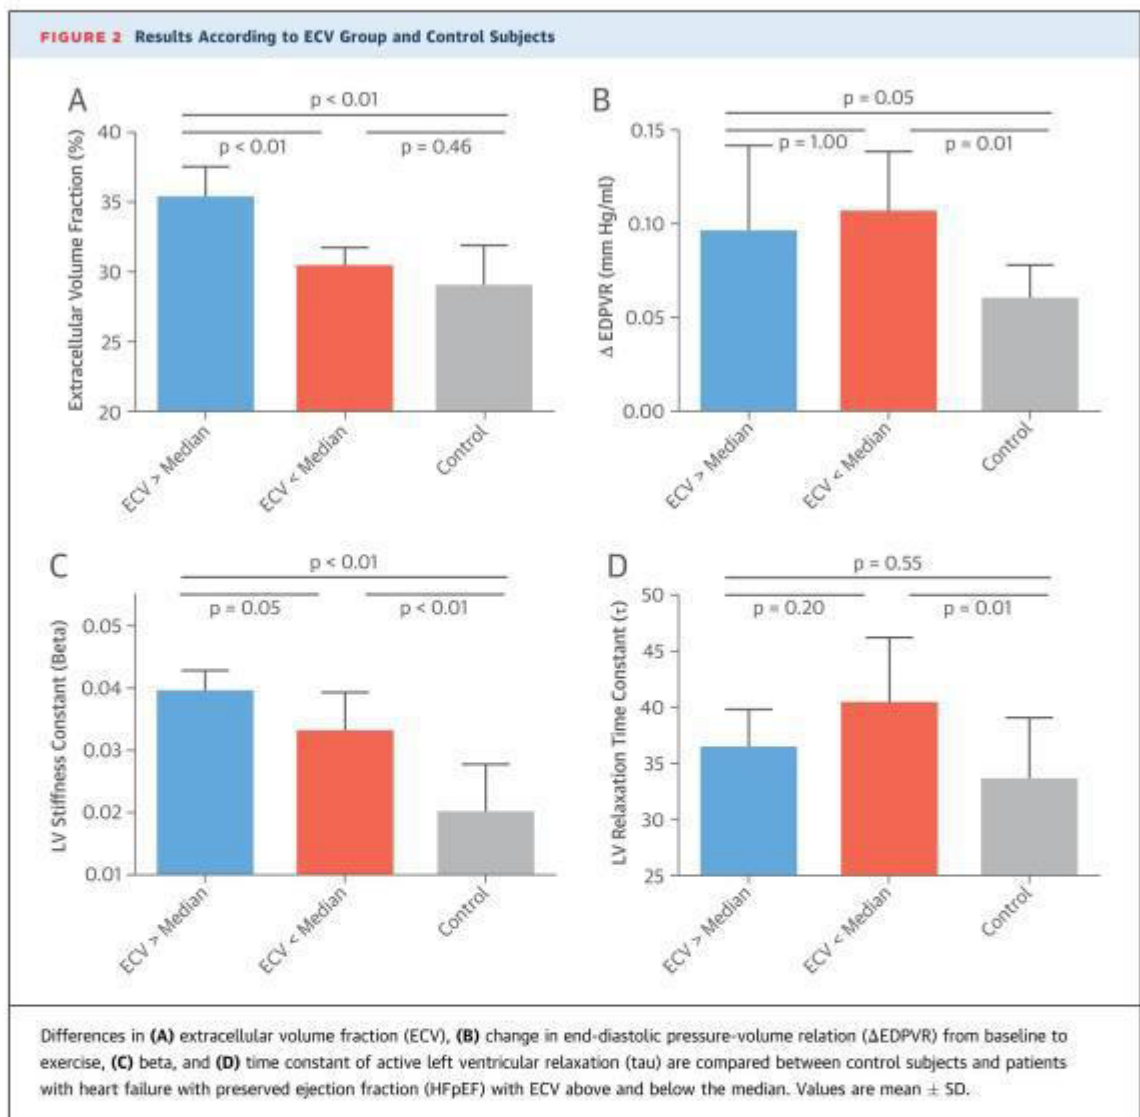 FIGURE 2 Results According to ECV Group and Control Subjects
A
p < 0.01
p < 0.01
p = 0.46
Extracellular Volume Fraction (%)
40
35
30
25
20
ECV > Median
ECV < Median
Control
B
p = 0.05
p = 1.00
p = 0.01
Δ EDPVR (mm Hg/ml)
0.15
0.10
0.05
0.00
ECV > Median
ECV < Median
Control
C
p < 0.01
p = 0.05
p < 0.01
LV Stiffness Constant (Beta)
0.05
0.04
0.03
0.02
0.01
ECV > Median
ECV < Median
Control
D
p = 0.55
p = 0.20
p = 0.01
LV Relaxation Time Constant (τ)
50
45
40
35
30
25
ECV > Median
ECV < Median
Control
Differences in (A) extracellular volume fraction (ECV), (B) change in end-diastolic pressure-volume relation (ΔEDPVR) from baseline to
exercise, (C) beta, and (D) time constant of active left ventricular relaxation (tau) are compared between control subjects and patients
with heart failure with preserved ejection fraction (HFpEF) with ECV above and below the median. Values are mean ± SD.